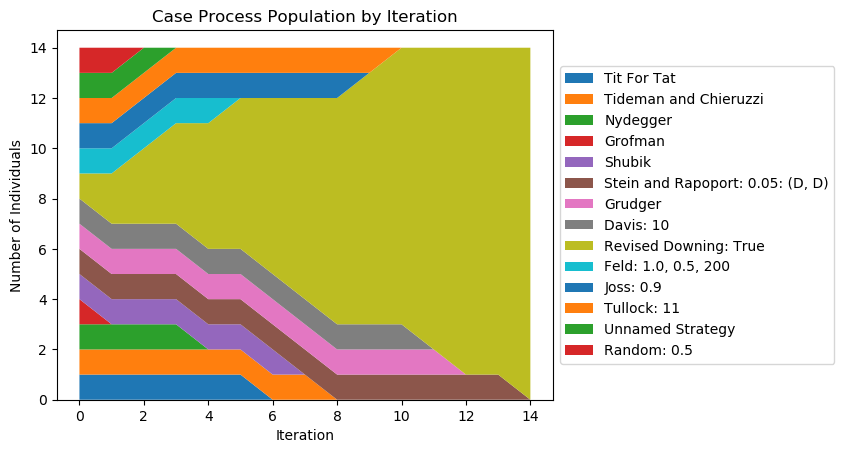 Case Process Population by Iteration
Number of Individuals
14
12
10
8
6
4
2
0
0 2 4 6 8 10 12 14
Iteration
Tit For Tat
Tideman and Chieruzzi
Nydegger
Grofman
Shubik
Stein and Rapoport: 0.05: (D, D)
Grudger
Davis: 10
Revised Downing: True
Feld: 1.0, 0.5, 200
Joss: 0.9
Tullock: 11
Unnamed Strategy
Random: 0.5